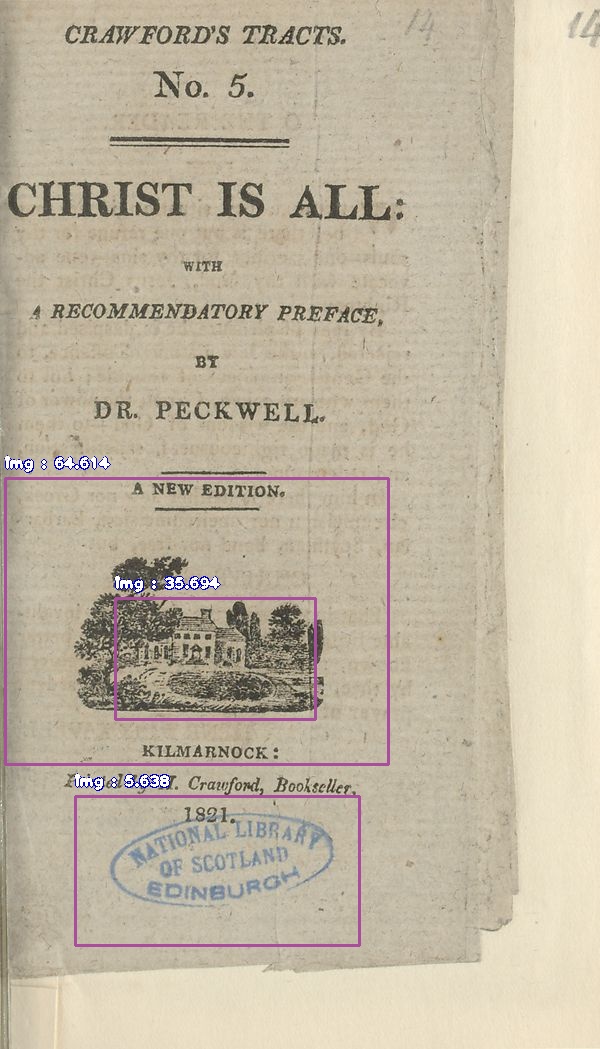 CRAWFORD'S TRACTS.
14
14
No. 5.
CHRIST IS ALL:
WITH
A RECOMMENDATORY PREFACE,
BY
DR. PECKWELL.
Img : 64.614
A NEW EDITION.
Img : 35.694
KILMARNOCK:
Img : 5.638
H. Crawford, Bookseller,
1821.
NATIONAL LIBRARY
OF SCOTLAND
EDINBURGH